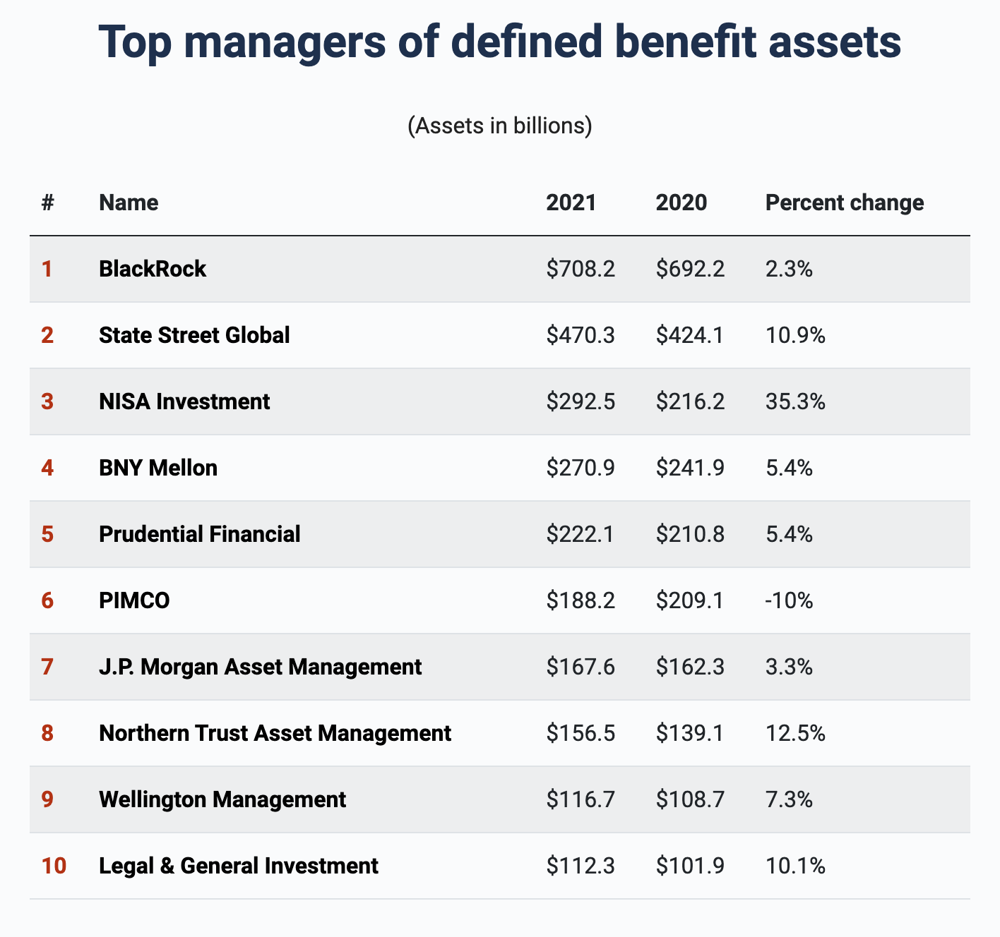 Top managers of defined benefit assets
(Assets in billions)
# Name 2021 2020 Percent change
1 BlackRock $708.2 $692.2 2.3%
2 State Street Global $470.3 $424.1 10.9%
3 NISA Investment $292.5 $216.2 35.3%
4 BNY Mellon $270.9 $241.9 5.4%
5 Prudential Financial $222.1 $210.8 5.4%
6 PIMCO $188.2 $209.1 -10%
7 J.P. Morgan Asset Management $167.6 $162.3 3.3%
8 Northern Trust Asset Management $156.5 $139.1 12.5%
9 Wellington Management $116.7 $108.7 7.3%
10 Legal & General Investment $112.3 $101.9 10.1%